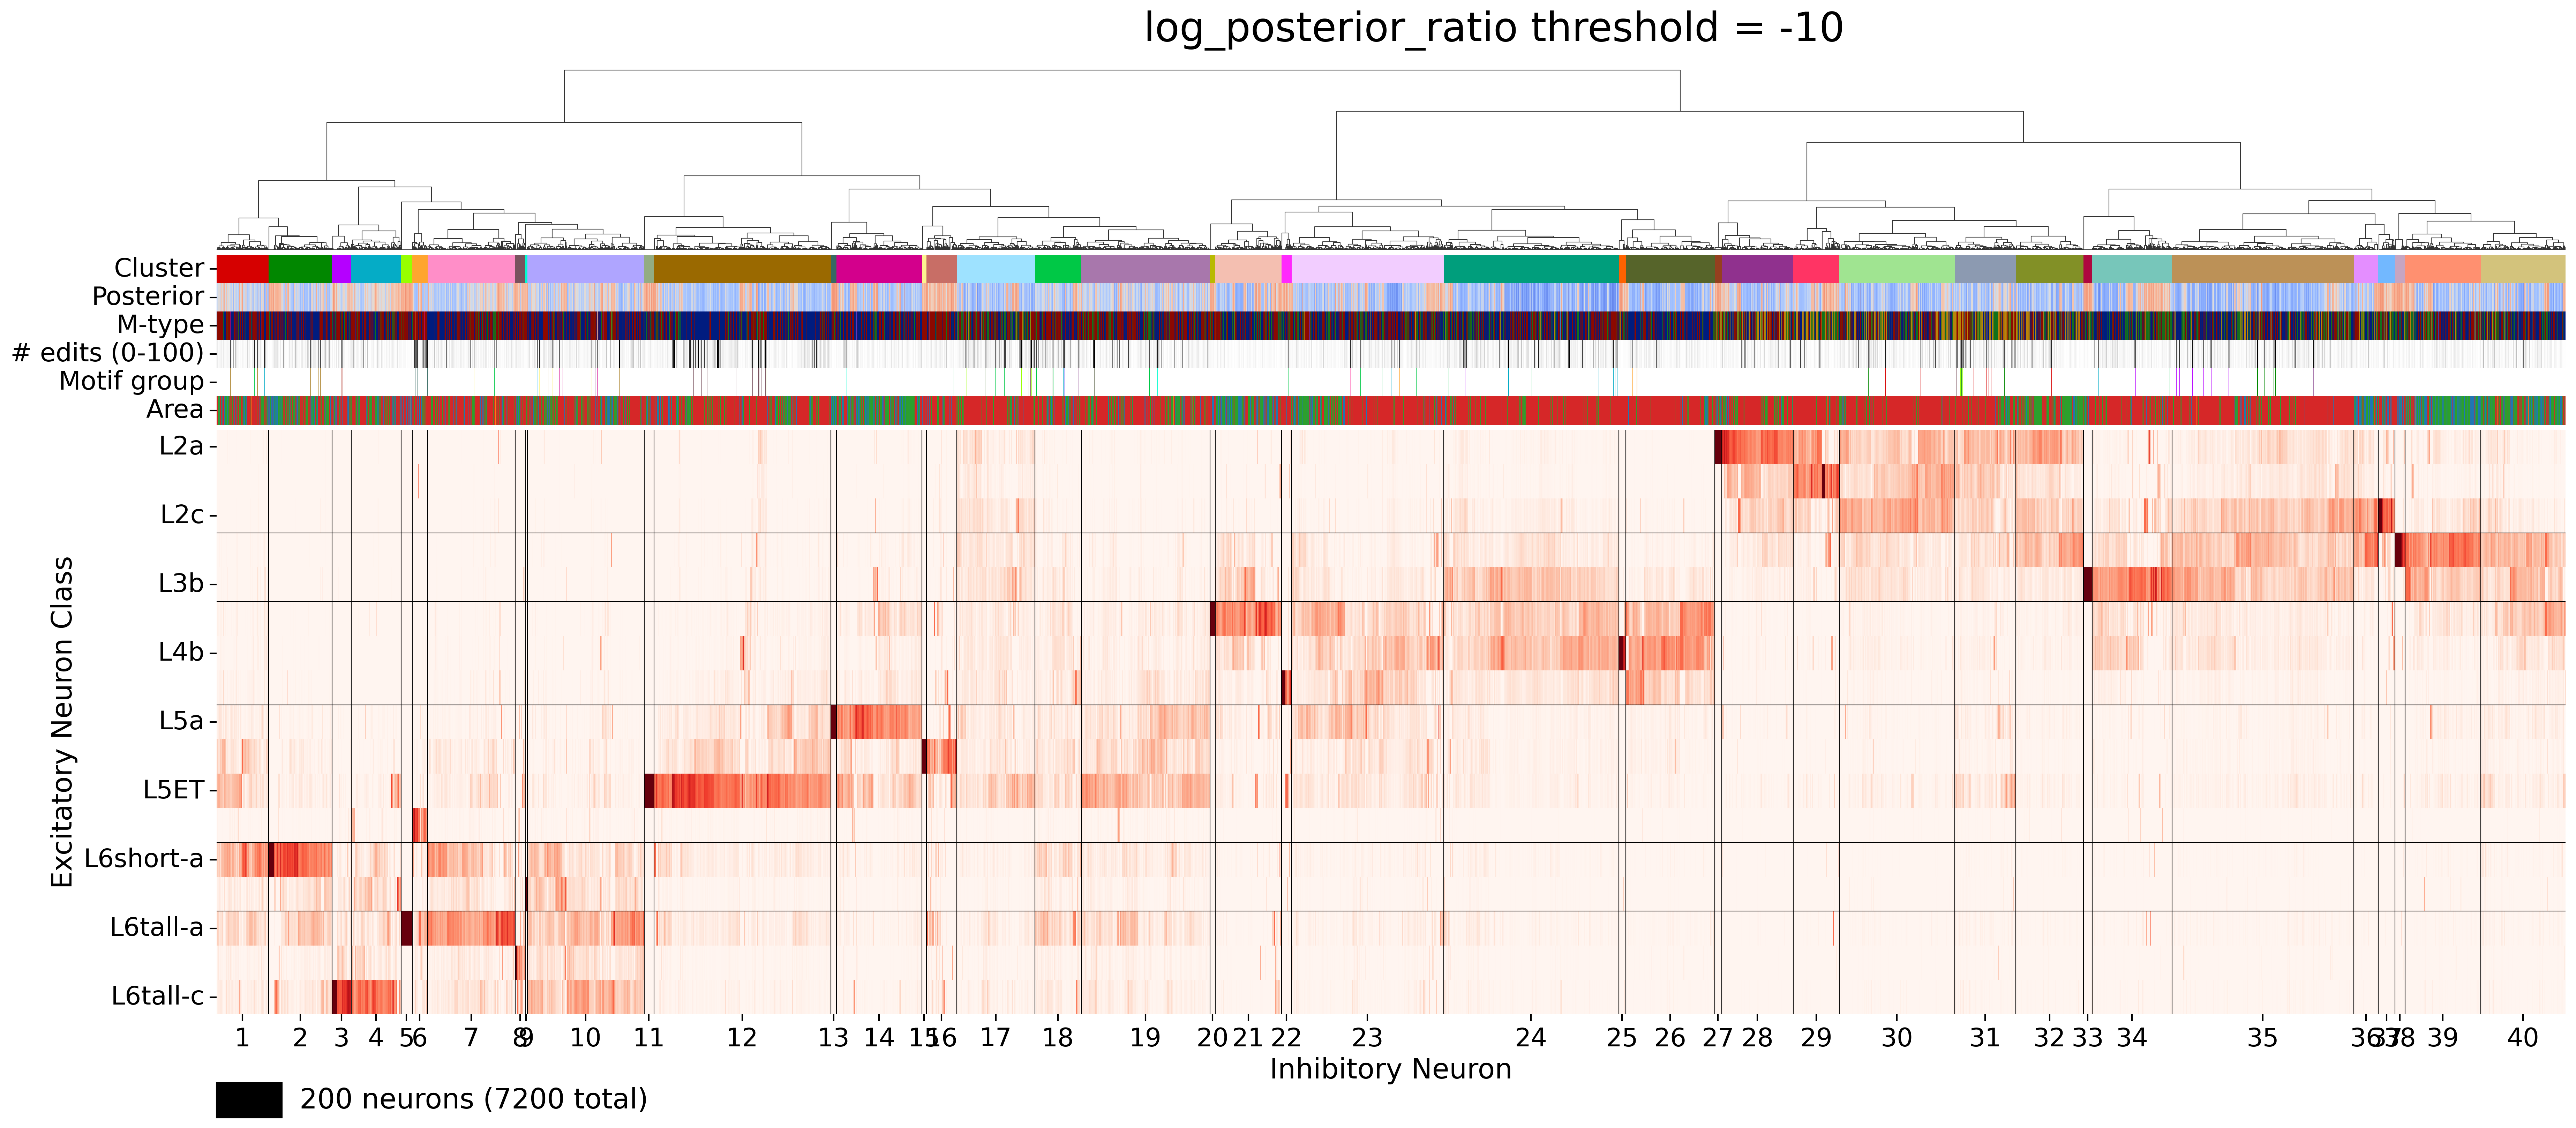 log_posterior_ratio threshold = -10
Cluster
Posterior
M-type
# edits (0-100)
Motif group
Area
Excitatory Neuron Class
L2a
L2c
L3b
L4b
L5a
L5ET
L6short-a
L6tall-a
L6tall-c
1 2 3 4 5 6 7 8 9 10 11 12 13 14 15 16 17 18 19 20 21 22 23 24 25 26 27 28 29 30 31 32 33 34 35 36 37 38 39 40
Inhibitory Neuron
200 neurons (7200 total)